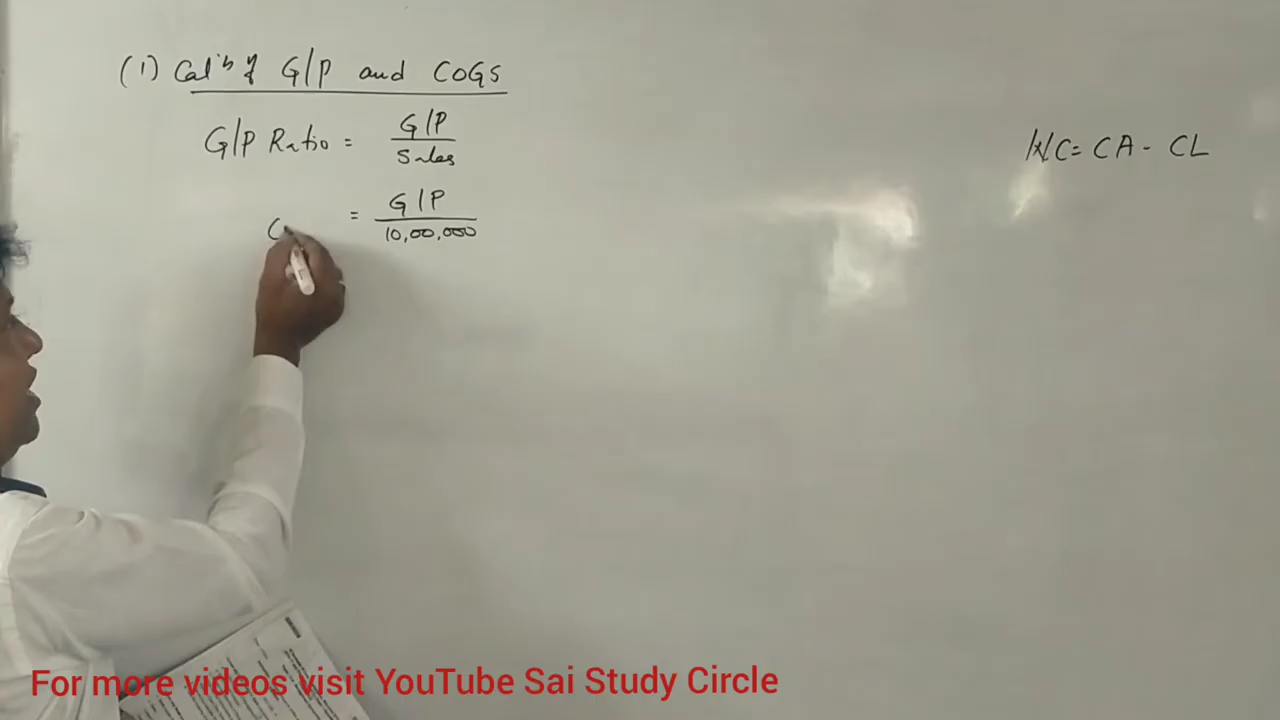 (1) Calⁿ of G/P and COGS
G/P Ratio = G/P / Sales
= G/P / 10,00,000
WC = CA - CL
For more videos visit YouTube Sai Study Circle